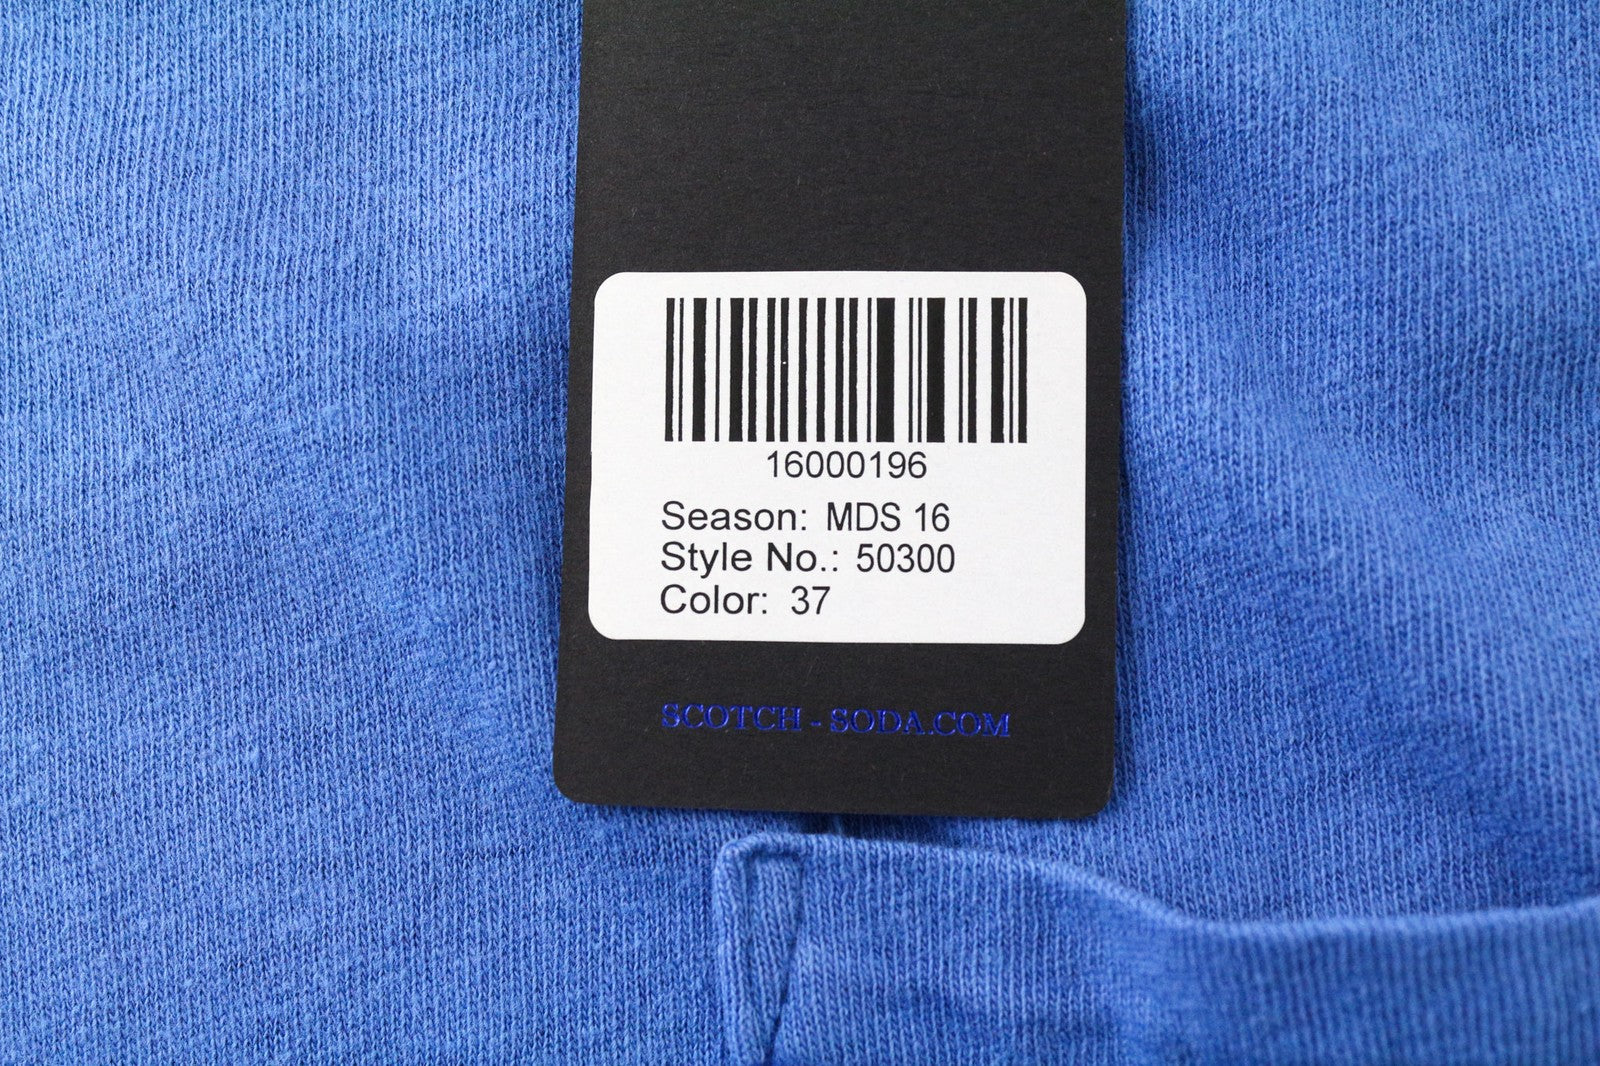 16000196
Season: MDS 16
Style No.: 50300
Color: 37
SCOTCH - SODA.COM